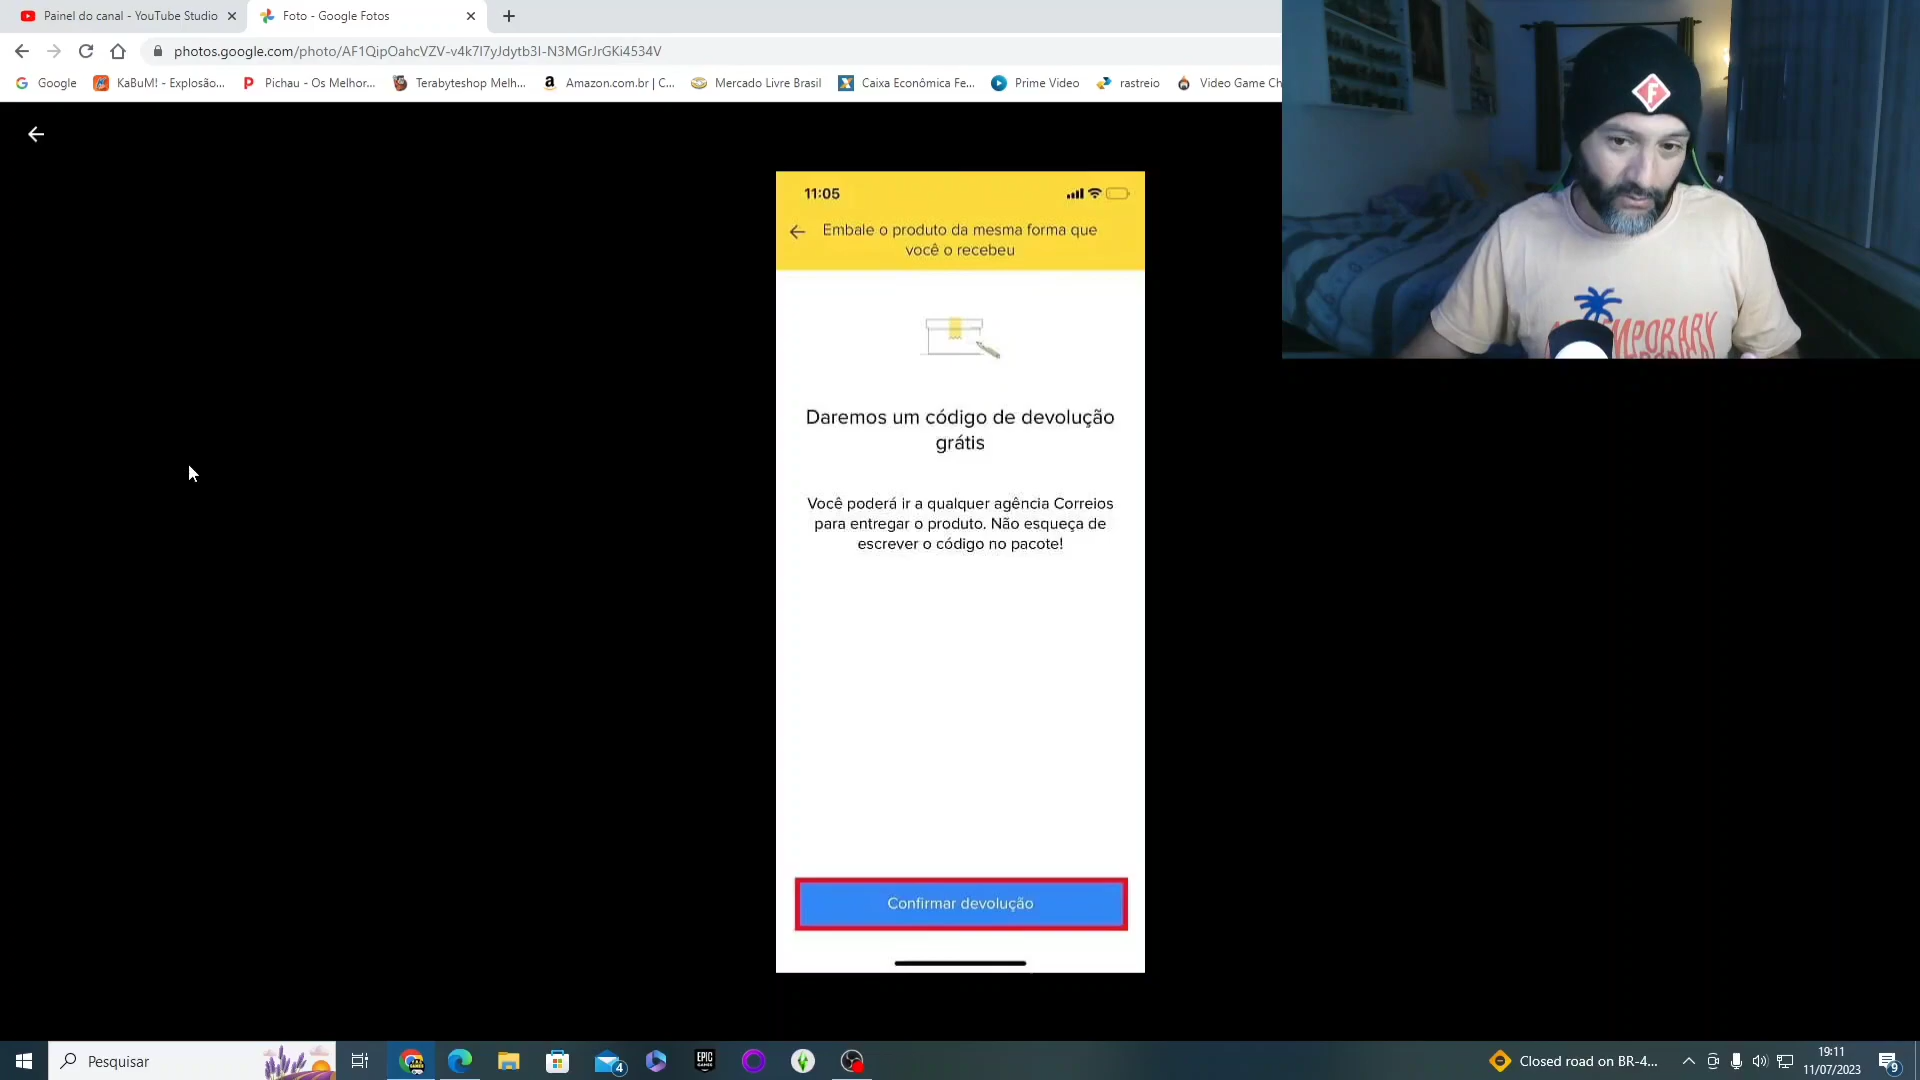 Painel do canal - YouTube Studio
Foto - Google Fotos
photos.google.com/photo/AF1QipOahcVZV-v4k7I7yJdytb3I-N3MGrJrGKi4534V
Google
KaBuM! - Explosão...
Pichau - Os Melhor...
Terabyteshop Melh...
Amazon.com.br | C...
Mercado Livre Brasil
Caixa Econômica Fe...
Prime Video
rastreio
Video Game Ch
11:05
Embale o produto da mesma forma que
você o recebeu
Daremos um código de devolução
grátis
Você poderá ir a qualquer agência Correios
para entregar o produto. Não esqueça de
escrever o código no pacote!
Confirmar devolução
Pesquisar
4
EPIC
GAMES
Closed road on BR-4...
19:11
11/07/2023
9